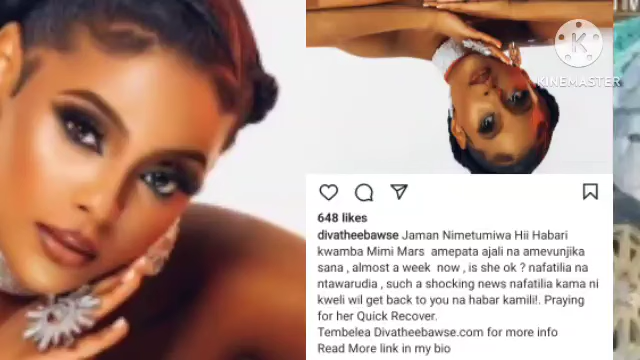 K
KINEMASTER
648 likes
divatheebawse Jaman Nimetumiwa Hii Habari
kwamba Mimi Mars amepata ajali na amevunjika
sana , almost a week now , is she ok ? nafatilia na
ntawarudia , such a shocking news nafatilia kama ni
kweli wil get back to you na habar kamili!. Praying
for her Quick Recover.
Tembelea Divatheebawse.com for more info
Read More link in my bio